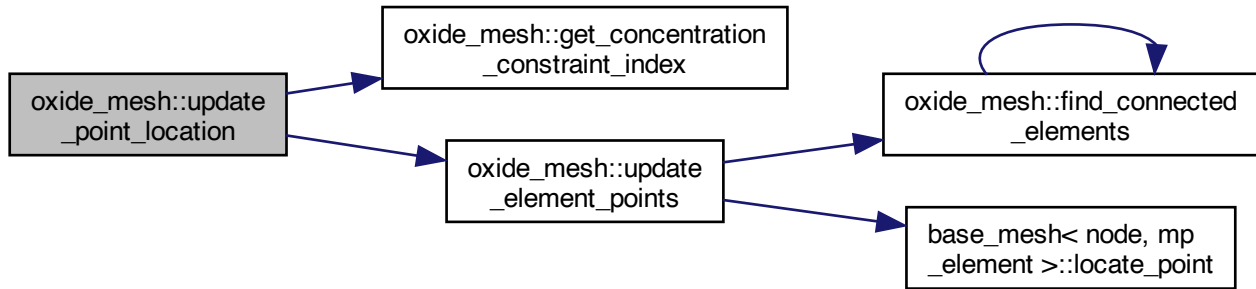 oxide_mesh::update
_point_location
oxide_mesh::get_concentration
_constraint_index
oxide_mesh::update
_element_points
oxide_mesh::find_connected
_elements
base_mesh< node, mp
_element >::locate_point